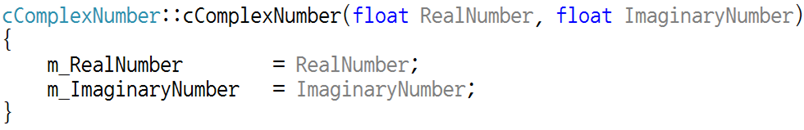 cComplexNumber::cComplexNumber(float RealNumber, float ImaginaryNumber)
{
    m_RealNumber        = RealNumber;
    m_ImaginaryNumber   = ImaginaryNumber;
}